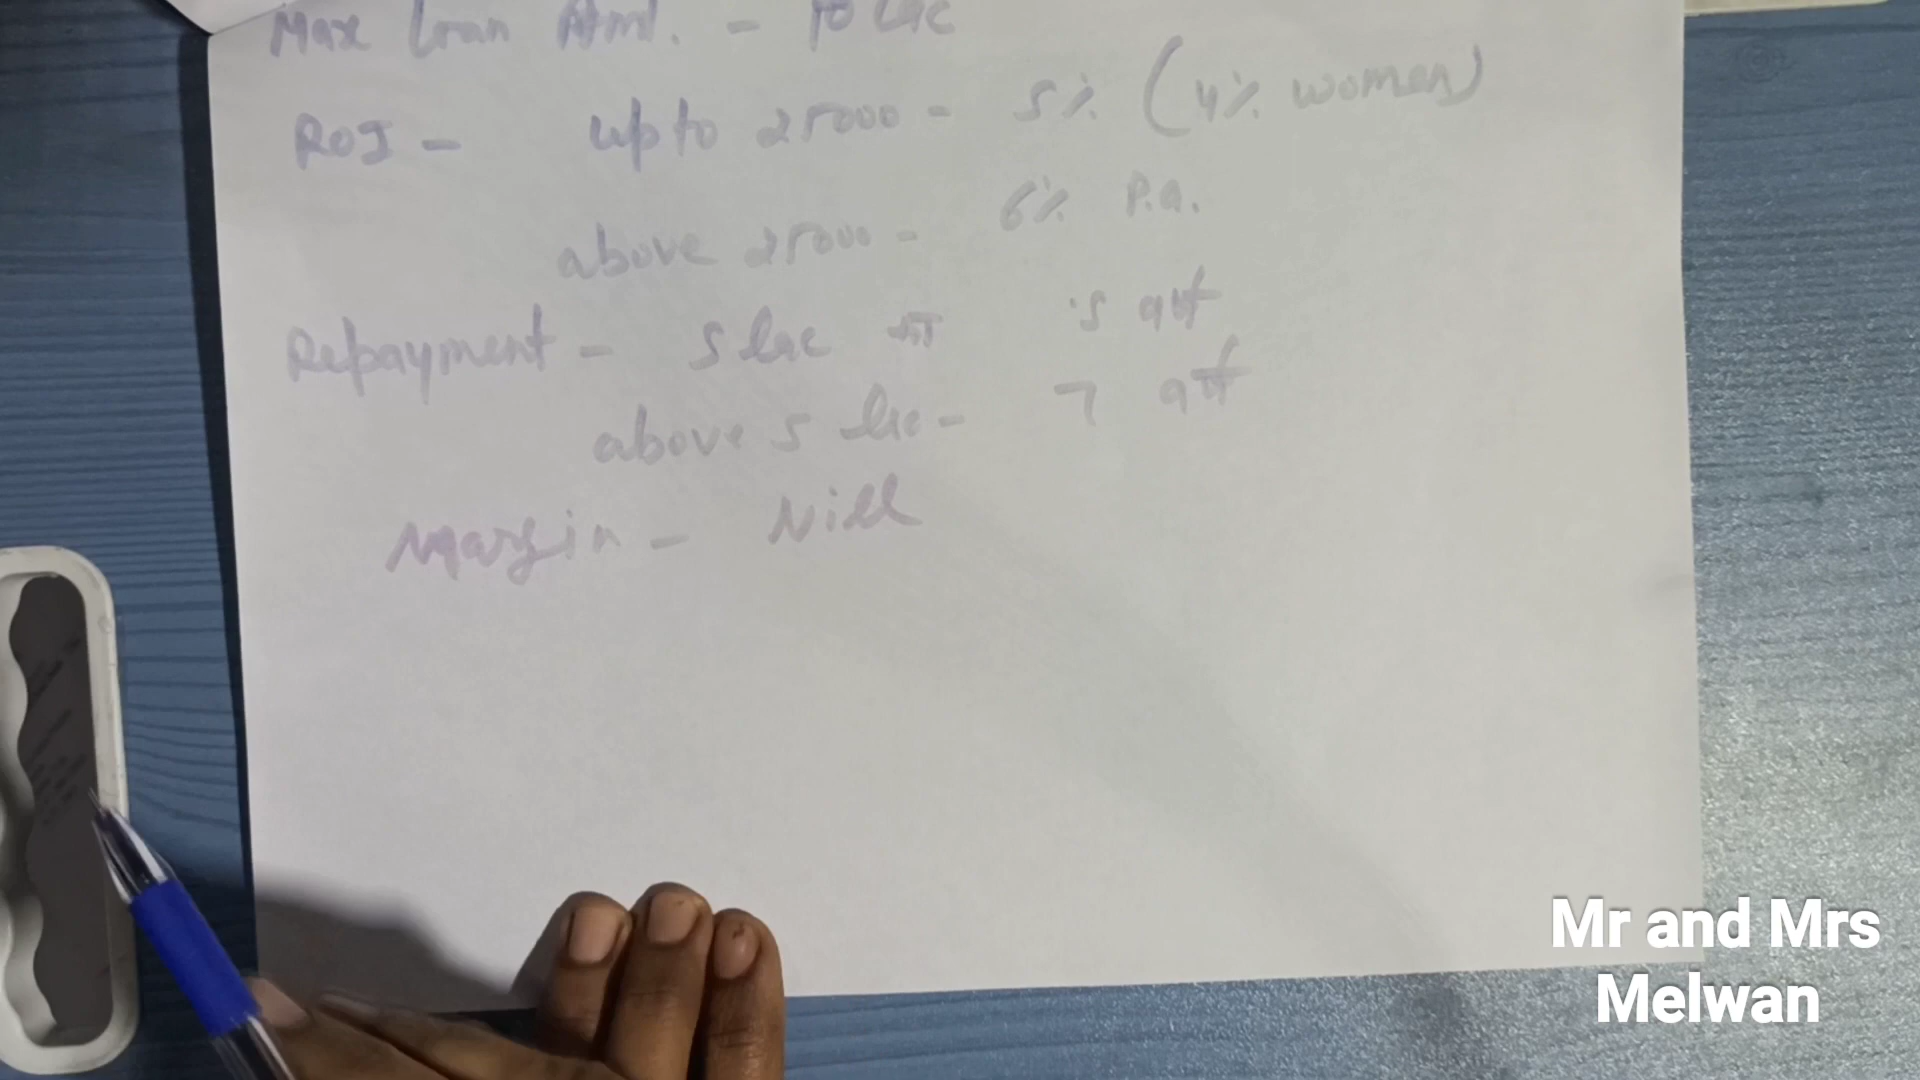 Max Loan Amt. - 10 Lac
ROI - upto 25000 - 5% (4% women)
above 25000 - 6% P.a.
Repayment - 5 lac तक 5 वर्ष
above 5 lac - 7 वर्ष
Margin - Nill
Mr and Mrs
Melwan